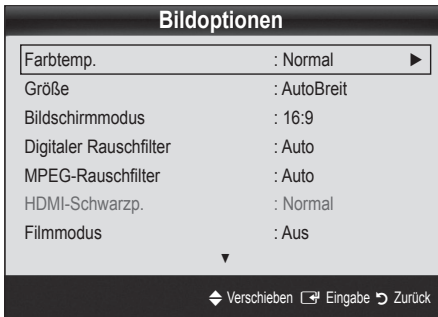 Bildoptionen
Farbtemp. : Normal ►
Größe : AutoBreit
Bildschirmmodus : 16:9
Digitaler Rauschfilter : Auto
MPEG-Rauschfilter : Auto
HDMI-Schwarzp. : Normal
Filmmodus : Aus
▼
Verschieben Eingabe Zurück